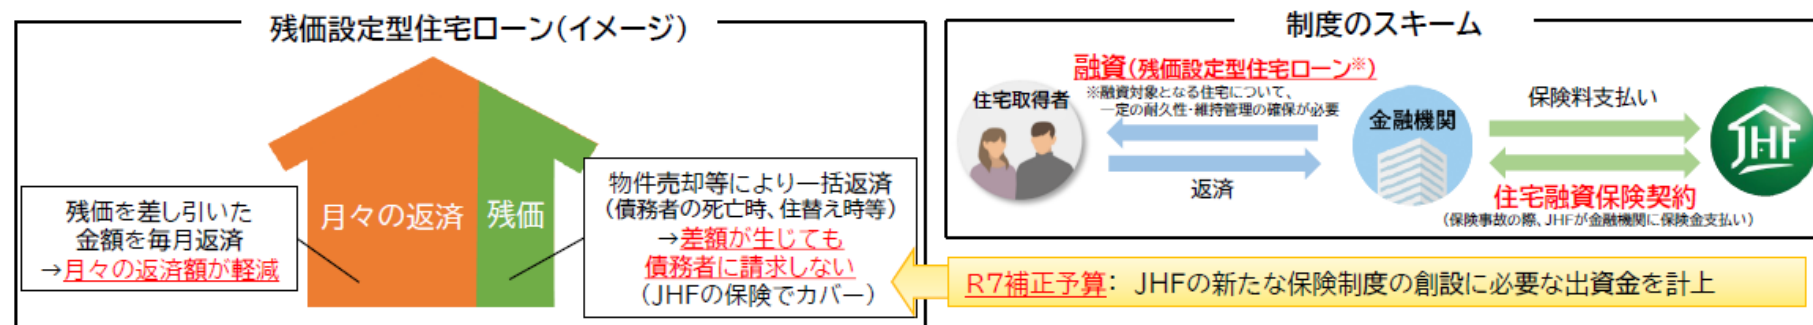 残価設定型住宅ローン(イメージ)
月々の返済
残価
残価を差し引いた
金額を毎月返済
→月々の返済額が軽減
物件売却等により一括返済
(債務者の死亡時、住替え時等)
→差額が生じても
債務者に請求しない
(JHFの保険でカバー)
制度のスキーム
融資(残価設定型住宅ローン※)
※融資対象となる住宅について、
一定の耐久性・維持管理の確保が必要
住宅取得者
返済
金融機関
保険料支払い
住宅融資保険契約
(保険事故の際、JHFが金融機関に保険金支払い)
JHF
R7補正予算: JHFの新たな保険制度の創設に必要な出資金を計上